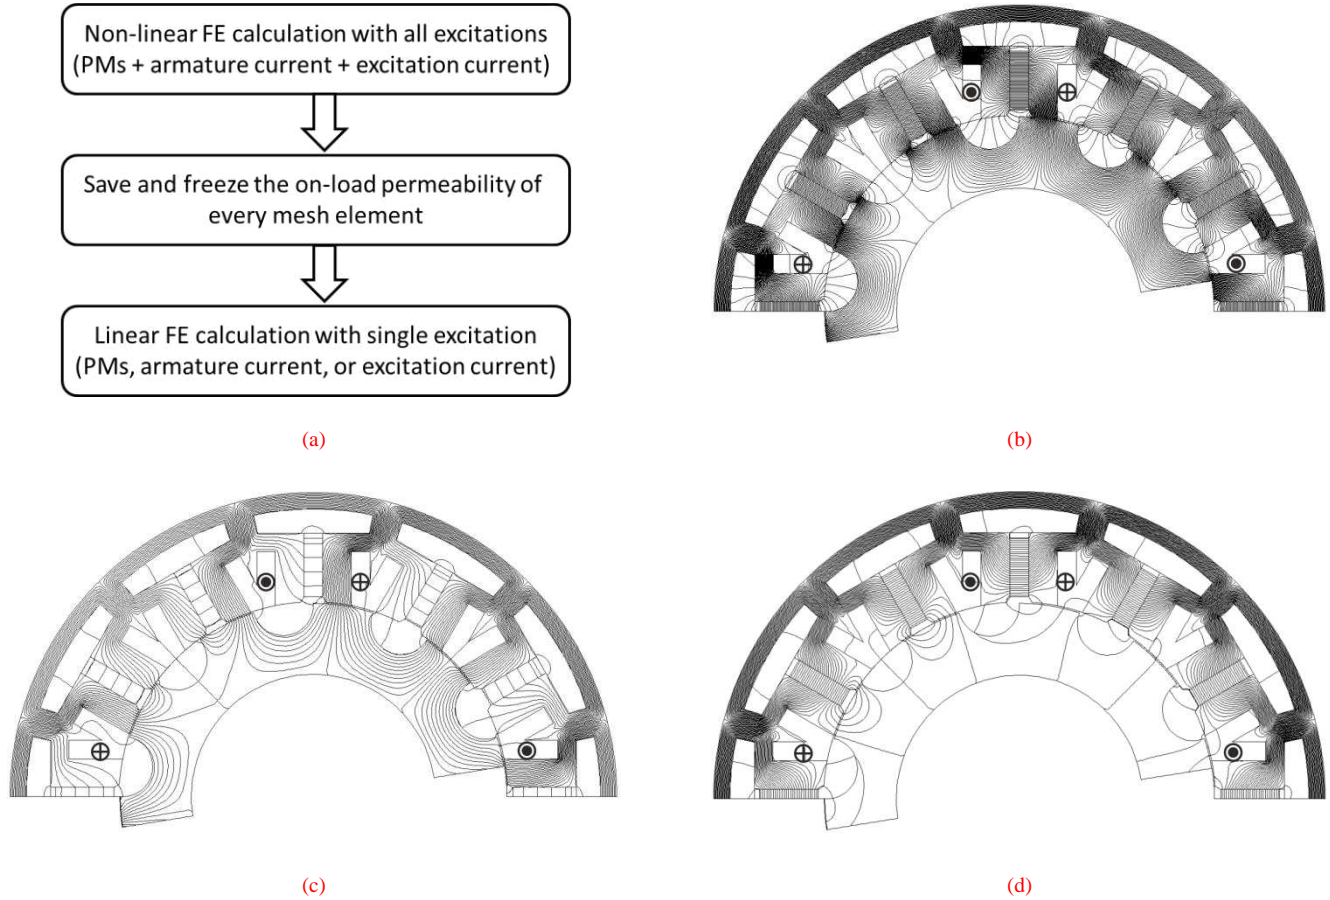 Non-linear FE calculation with all excitations
(PMs + armature current + excitation current)
Save and freeze the on-load permeability of
every mesh element
Linear FE calculation with single excitation
(PMs, armature current, or excitation current)
(a)
(b)
(c)
(d)